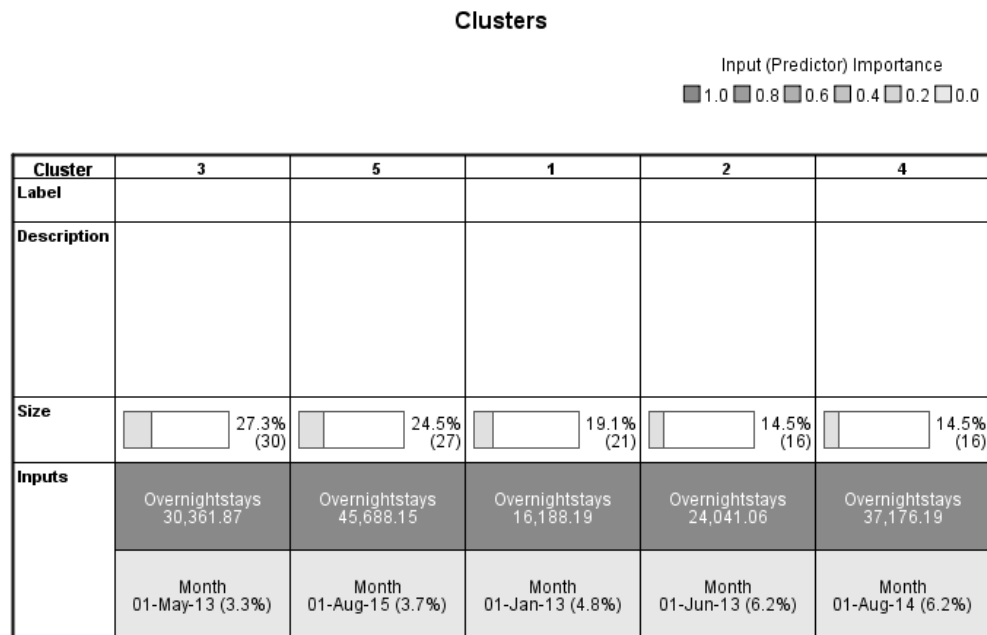 Clusters
Input (Predictor) Importance
1.0 0.8 0.6 0.4 0.2 0.0
Cluster 3 5 1 2 4
Label
Description
Size 27.3% (30) 24.5% (27) 19.1% (21) 14.5% (16) 14.5% (16)
Inputs
Overnightstays Overnightstays Overnightstays Overnightstays Overnightstays
30,361.87 45,688.15 16,188.19 24,041.06 37,176.19
Month Month Month Month Month
01-May-13 (3.3%) 01-Aug-15 (3.7%) 01-Jan-13 (4.8%) 01-Jun-13 (6.2%) 01-Aug-14 (6.2%)